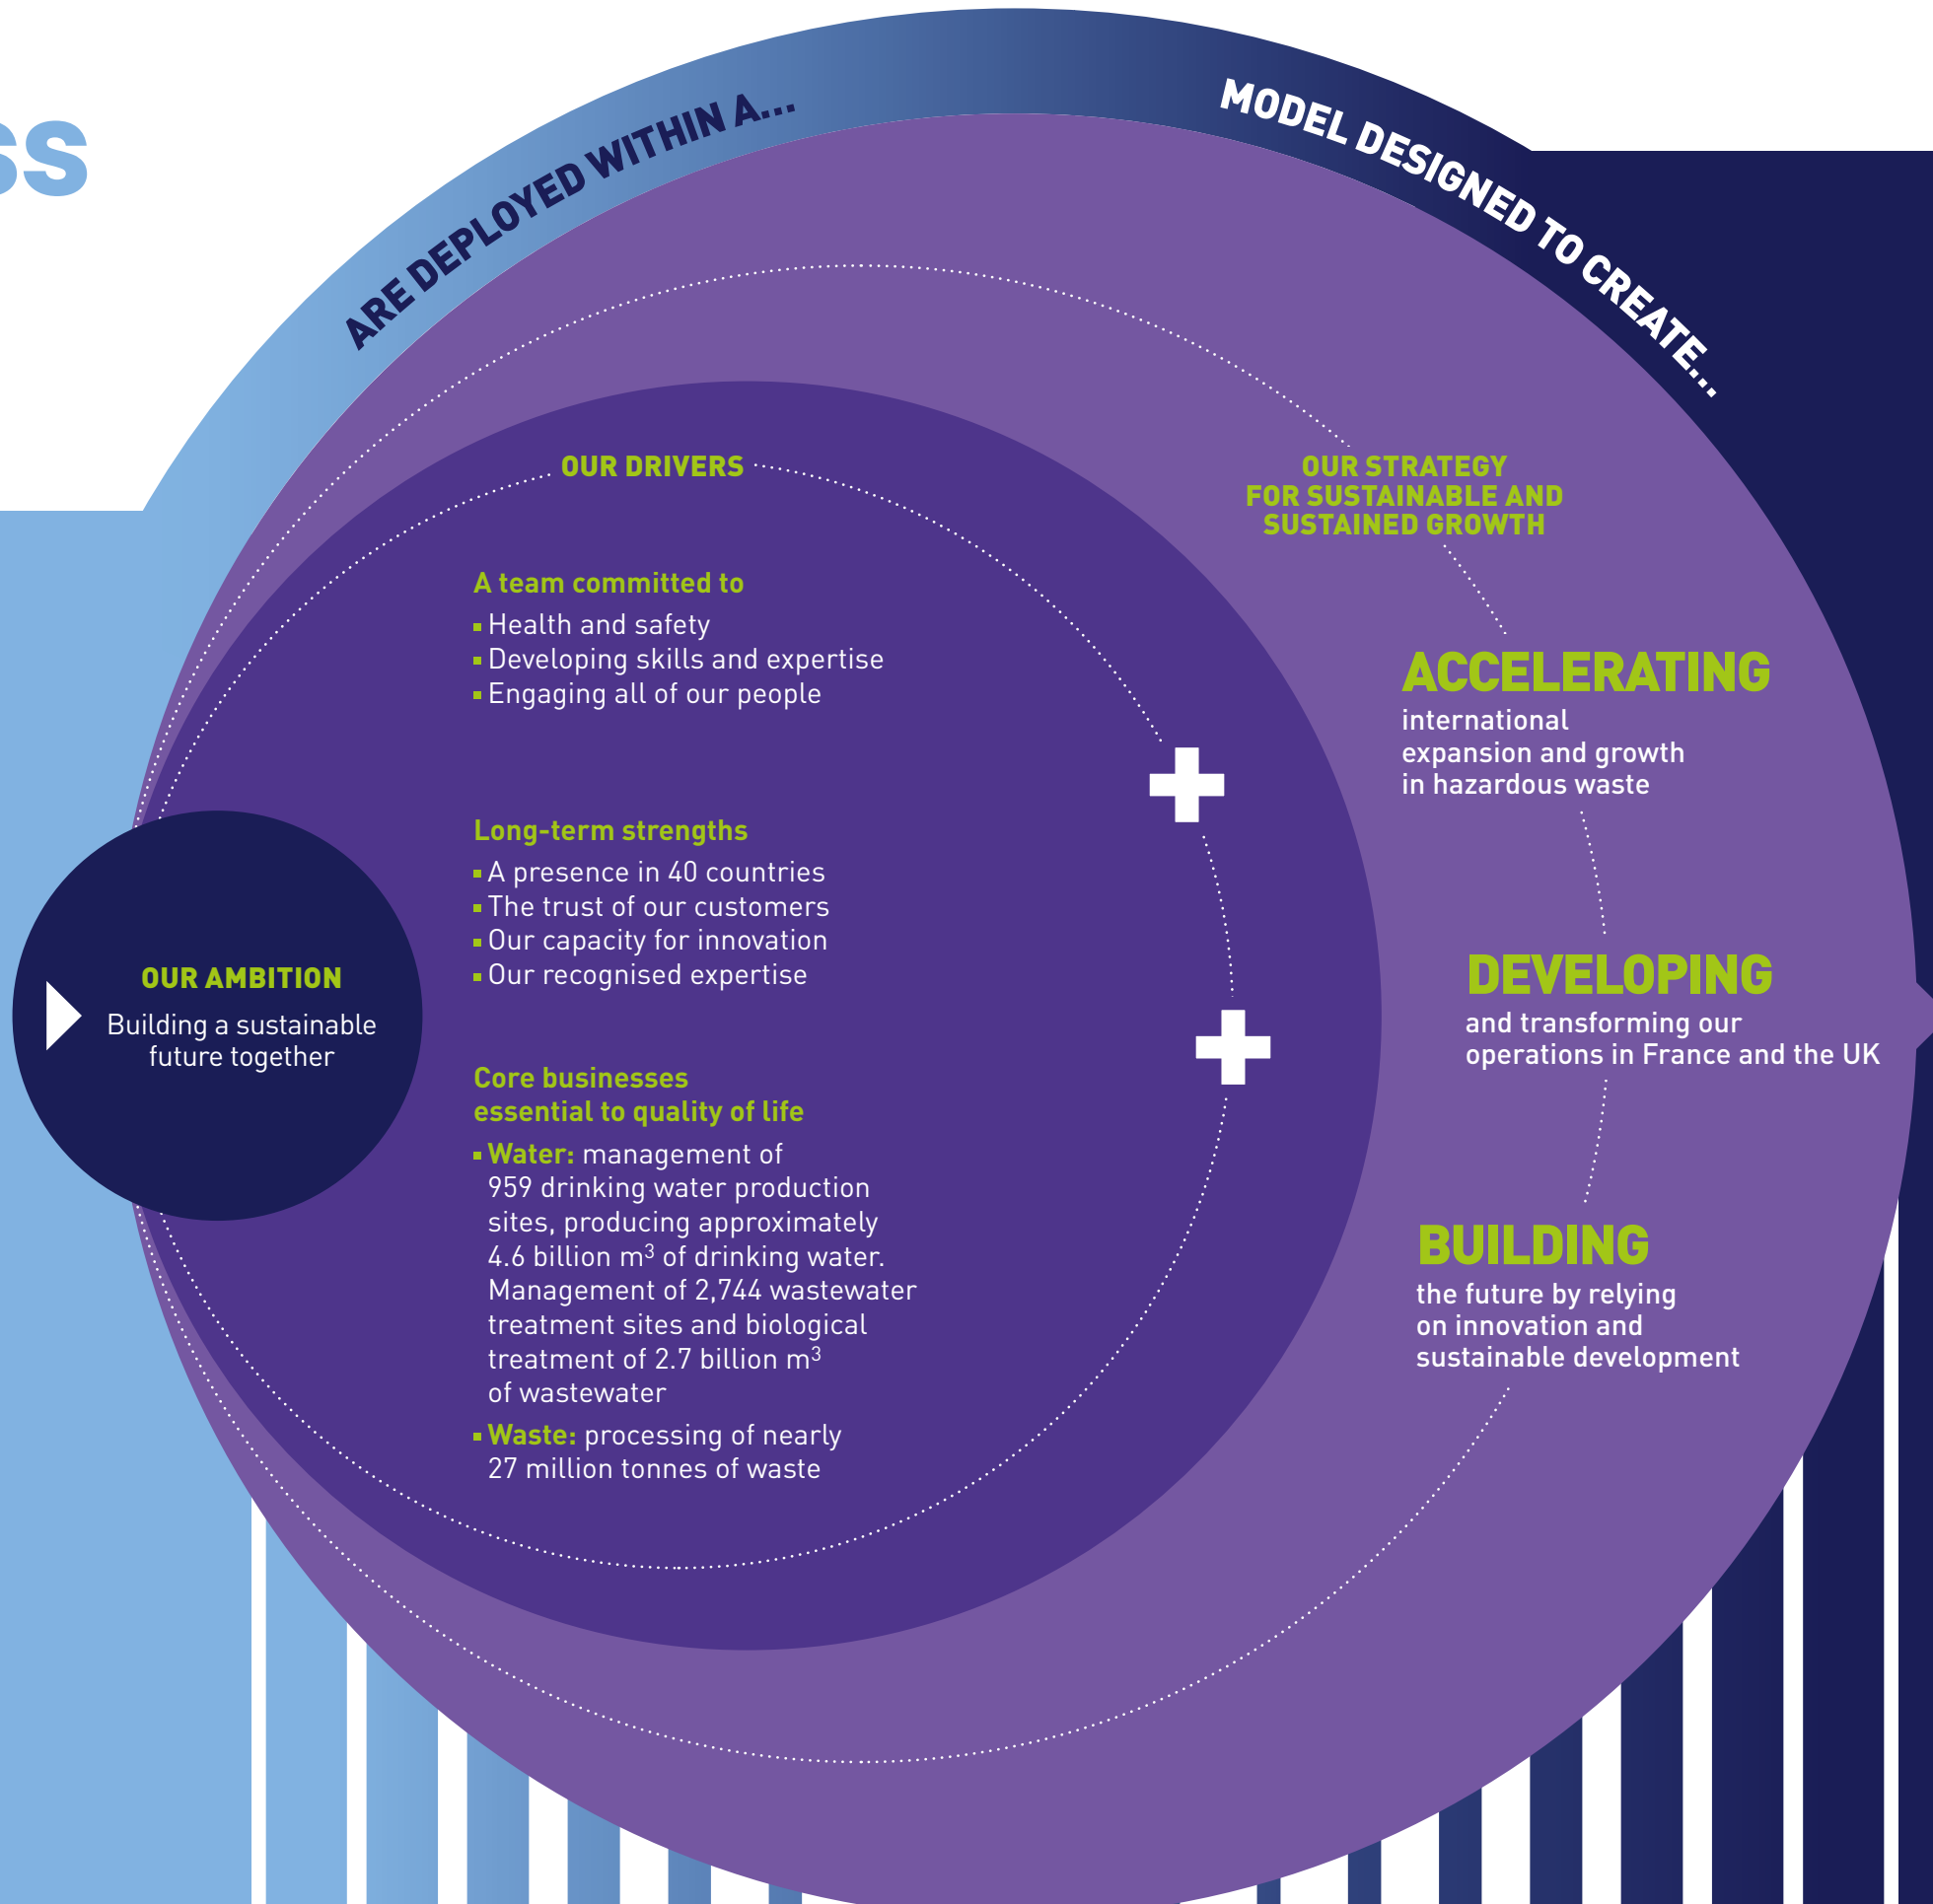 ss
ARE DEPLOYED WITHIN A...
MODEL DESIGNED TO CREATE...
OUR DRIVERS
A team committed to
Health and safety
Developing skills and expertise
Engaging all of our people
Long-term strengths
A presence in 40 countries
The trust of our customers
Our capacity for innovation
Our recognised expertise
Core businesses
essential to quality of life
Water: management of
959 drinking water production
sites, producing approximately
4.6 billion m³ of drinking water.
Management of 2,744 wastewater
treatment sites and biological
treatment of 2.7 billion m³
of wastewater
Waste: processing of nearly
27 million tonnes of waste
OUR AMBITION
Building a sustainable
future together
OUR STRATEGY
FOR SUSTAINABLE AND
SUSTAINED GROWTH
ACCELERATING
international
expansion and growth
in hazardous waste
DEVELOPING
and transforming our
operations in France and the UK
BUILDING
the future by relying
on innovation and
sustainable development